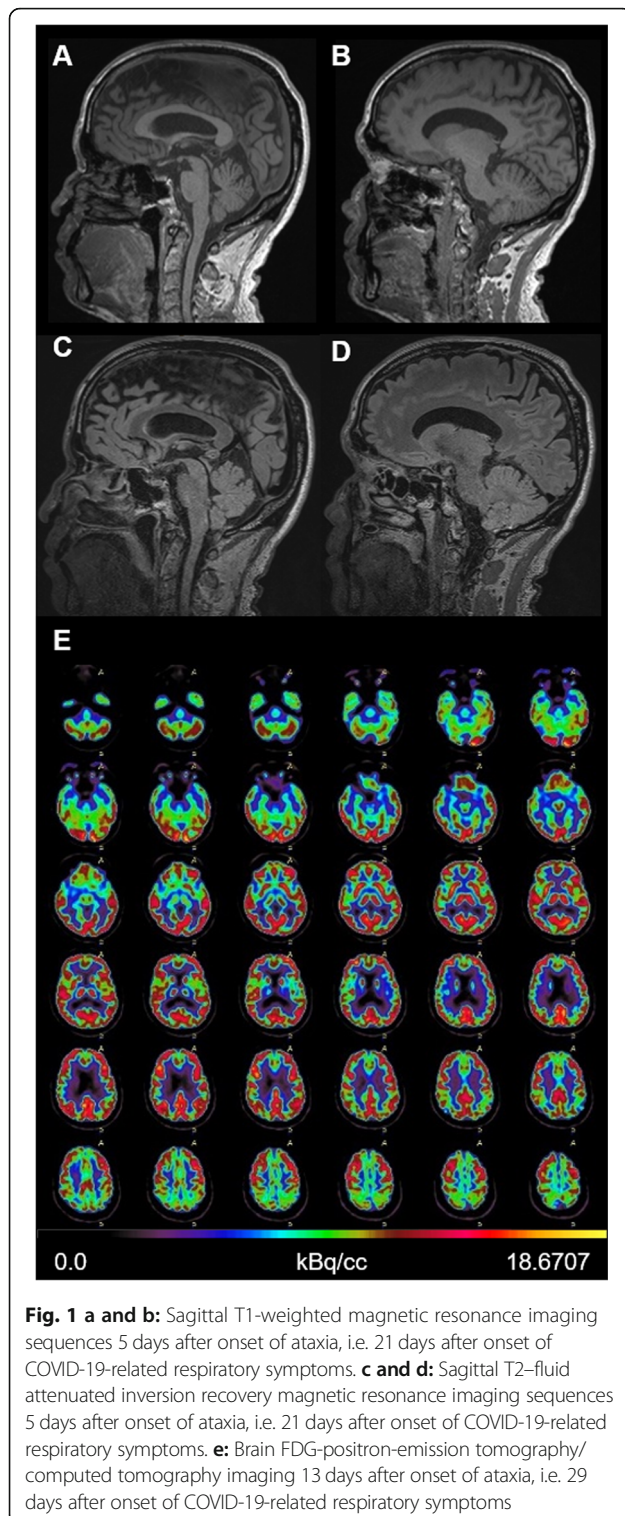 A
B
C
D
E
0.0 kBq/cc 18.6707
Fig. 1 a and b: Sagittal T1-weighted magnetic resonance imaging
sequences 5 days after onset of ataxia, i.e. 21 days after onset of
COVID-19-related respiratory symptoms. c and d: Sagittal T2–fluid
attenuated inversion recovery magnetic resonance imaging sequences
5 days after onset of ataxia, i.e. 21 days after onset of COVID-19-related
respiratory symptoms. e: Brain FDG-positron-emission tomography/
computed tomography imaging 13 days after onset of ataxia, i.e. 29
days after onset of COVID-19-related respiratory symptoms